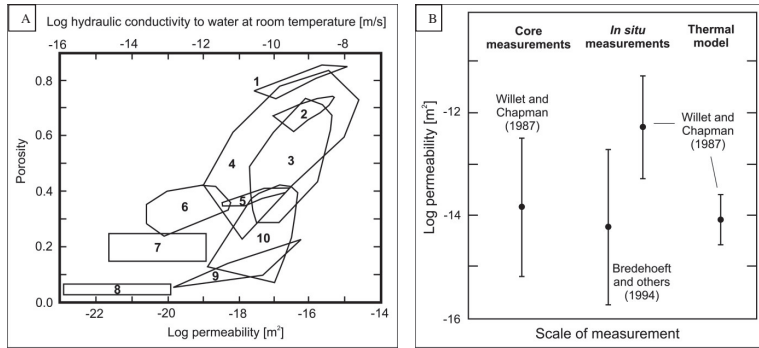 A
Log hydraulic conductivity to water at room temperature [m/s]
-16 -14 -12 -10 -8
0.8
0.6
0.4
0.2
0.0
Porosity
1
2
3
4
5
6
7
8
9
10
-22 -20 -18 -16 -14
Log permeability [m²]
B
Core
measurements
In situ
measurements
Thermal
model
Log permeability [m²]
-12
-14
-16
Willet and
Chapman
(1987)
Willet and
Chapman
(1987)
Bredehoeft
and others
(1994)
Scale of measurement